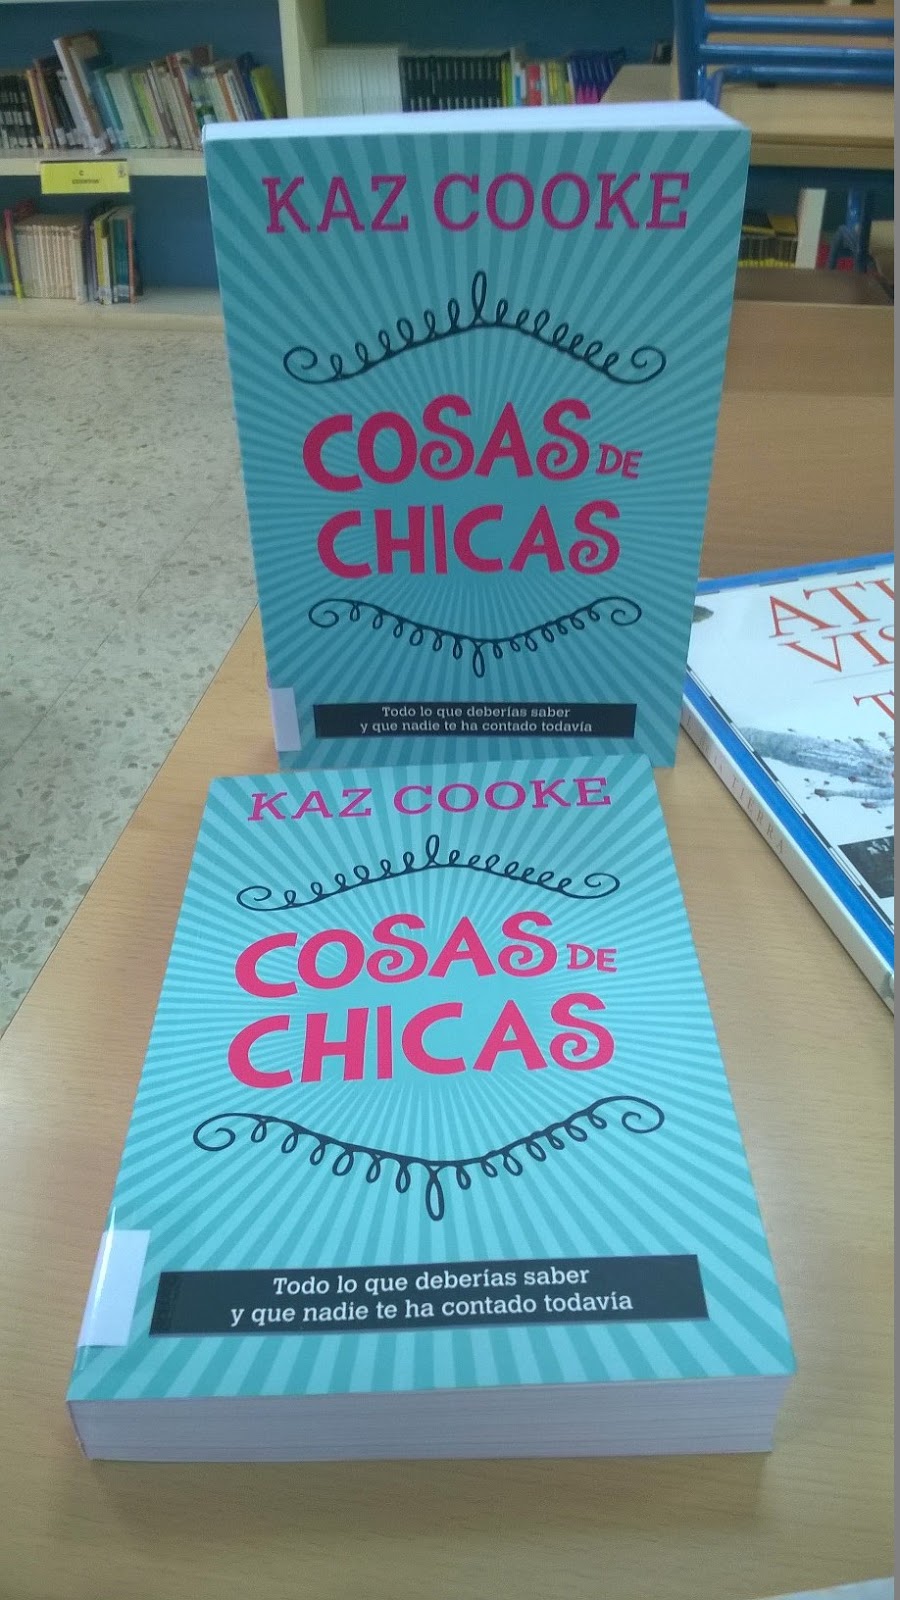 KAZ COOKE
COSAS DE
CHICAS
Todo lo que deberías saber
y que nadie te ha contado todavía
KAZ COOKE
COSAS DE
CHICAS
Todo lo que deberías saber
y que nadie te ha contado todavía
TIERRA